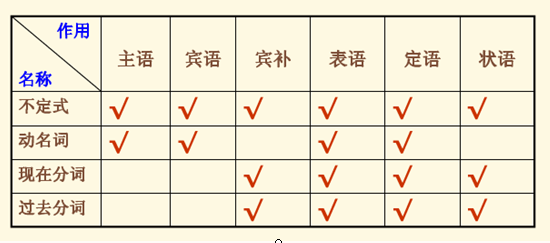 作用
名称
主语 宾语 宾补 表语 定语 状语
不定式 √ √ √ √ √ √
动名词 √ √ √ √
现在分词 √ √ √ √
过去分词 √ √ √ √